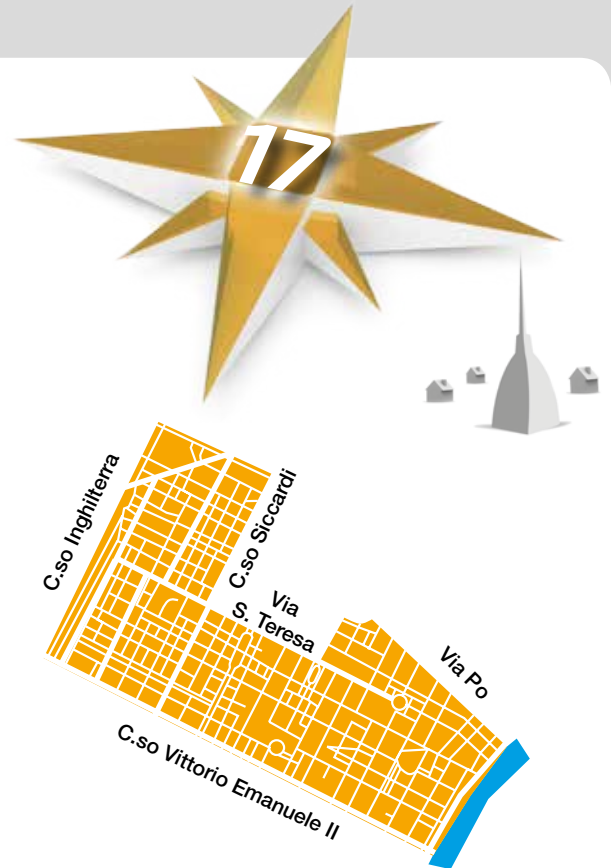 17
C.so Inghilterra
C.so Siccardi
Via
S. Teresa
Via Po
C.so Vittorio Emanuele II